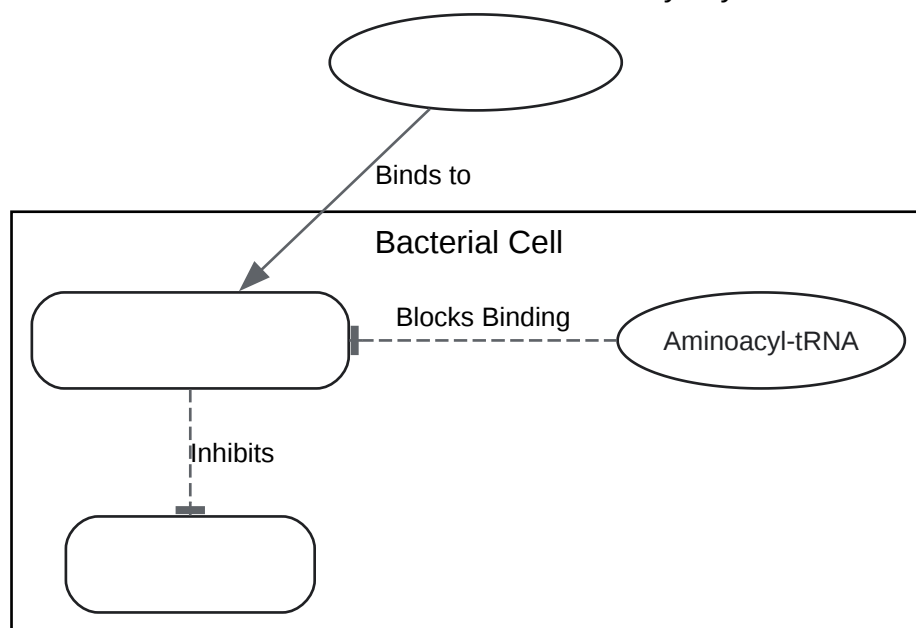 Binds to
Bacterial Cell
Blocks Binding
Aminoacyl-tRNA
Inhibits